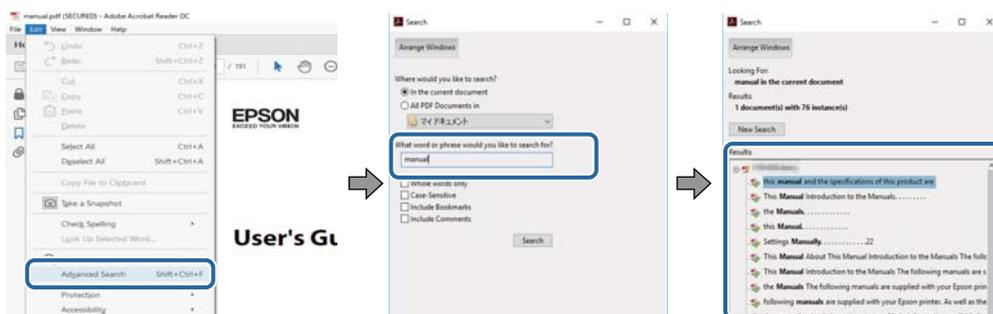 manual.pdf (SECURED) - Adobe Acrobat Reader DC
File Edit View Window Help
Undo Ctrl+Z
Redo Shift+Ctrl+Z
Cut Ctrl+X
Copy Ctrl+C
Paste Ctrl+V
Delete
Select All Ctrl+A
Deselect All Shift+Ctrl+A
Copy File to Clipboard
Take a Snapshot
Check Spelling
Look Up Selected Word...
Advanced Search Shift+Ctrl+F
Protection
Accessibility
/ 191
EPSON
EXCEED YOUR VISION
User's Gu
Search
Arrange Windows
Where would you like to search?
In the current document
All PDF Documents in
マイ ドキュメント
What word or phrase would you like to search for?
manual
Whole words only
Case-Sensitive
Include Bookmarks
Include Comments
Search
Search
Arrange Windows
Looking For:
manual in the current document
Results:
1 document(s) with 76 instance(s)
New Search
Results:
this manual and the specifications of this product are
This Manual Introduction to the Manuals.........
the Manuals.............
this Manual.............
Settings Manually.............22
This Manual About This Manual Introduction to the Manuals The follo
This Manual Introduction to the Manuals The following manuals are s
the Manuals The following manuals are supplied with your Epson prin
following manuals are supplied with your Epson printer. As well as the